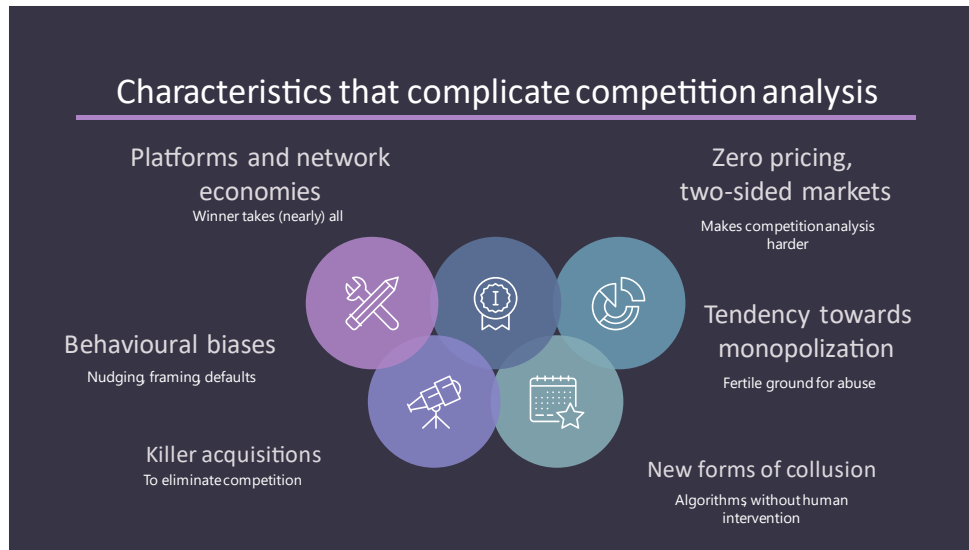 Characteristics that complicate competition analysis
Platforms and network
economies
Winner takes (nearly) all
Behavioural biases
Nudging, framing, defaults
Killer acquisitions
To eliminate competition
Zero pricing,
two-sided markets
Makes competition analysis
harder
Tendency towards
monopolization
Fertile ground for abuse
New forms of collusion
Algorithms, without human
intervention
I